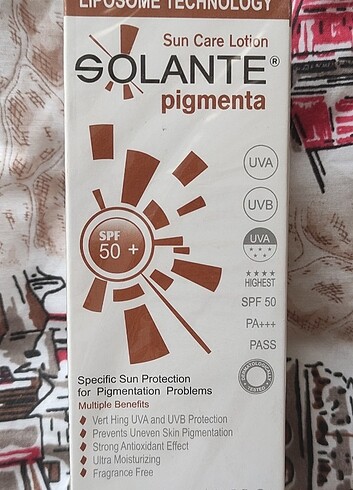 LIPOSOME TECHNOLOGY
Sun Care Lotion
SOLANTE®
pigmenta
UVA
UVB
SPF
50 +
UVA
HIGHEST
SPF 50
PA+++
PASS
TESTED
Specific Sun Protection
for Pigmentation Problems
Multiple Benefits
Vert Hing UVA and UVB Protection
Prevents Uneven Skin Pigmentation
Strong Antioxidant Effect
Ultra Moisturizing
Fragrance Free